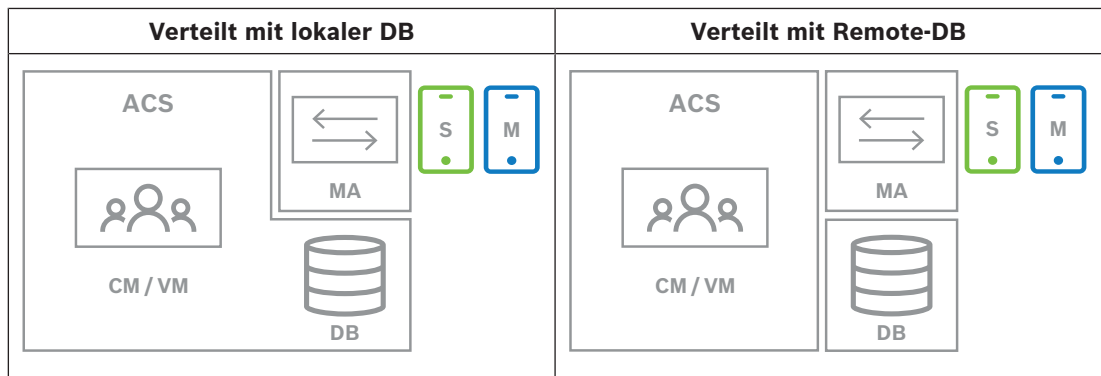 Verteilt mit lokaler DB
Verteilt mit Remote-DB
ACS
S
M
MA
CM / VM
DB
ACS
S
M
MA
CM / VM
DB